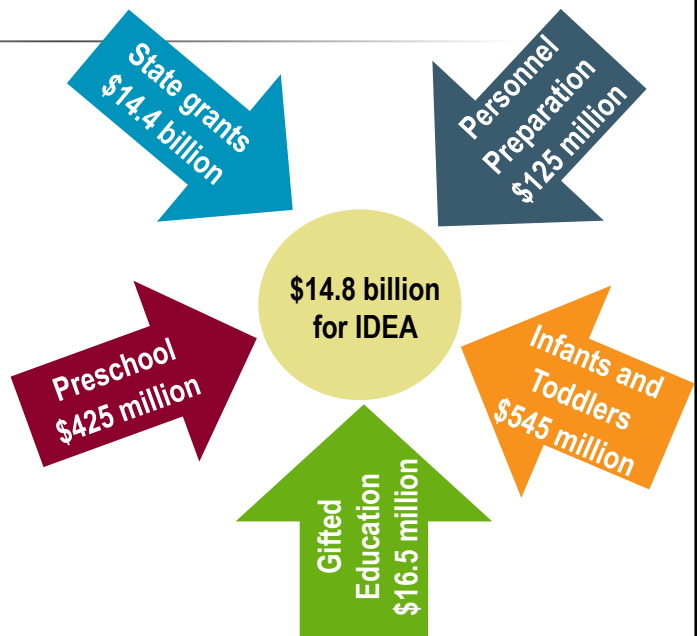 State grants
$14.4 billion
Personnel
Preparation
$125 million
$14.8 billion
for IDEA
Preschool
$425 million
Infants and
Toddlers
$545 million
Gifted
Education
$16.5 million